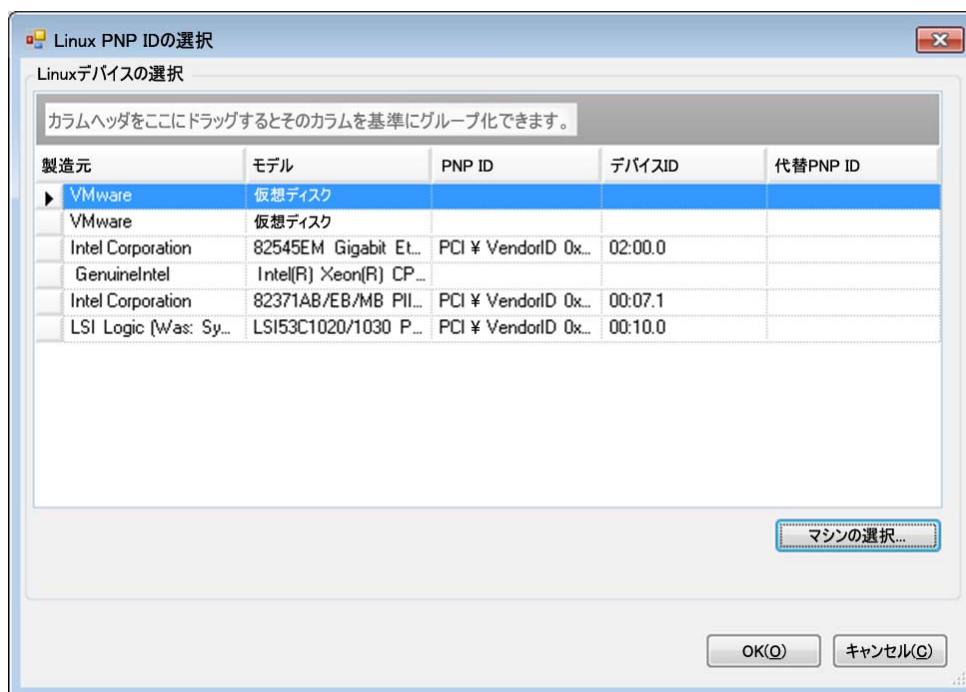 Linux PNP IDの選択
Linuxデバイスの選択
カラムヘッダをここにドラッグするとそのカラムを基準にグループ化できます。
製造元 モデル PNP ID デバイスID 代替PNP ID
VMware 仮想ディスク
VMware 仮想ディスク
Intel Corporation 82545EM Gigabit Et... PCI ¥ VendorID 0x... 02:00.0
GenuineIntel Intel(R) Xeon(R) CP...
Intel Corporation 82371AB/EB/MB PII... PCI ¥ VendorID 0x... 00:07.1
LSI Logic (Was: Sy... LSI53C1020/1030 P... PCI ¥ VendorID 0x... 00:10.0
マシンの選択...
OK(O) キャンセル(C)